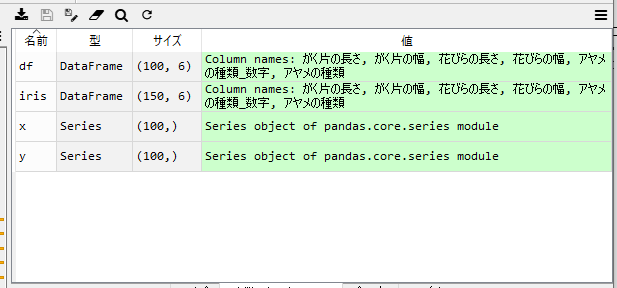 名前 型 サイズ 値
df DataFrame (100, 6) Column names: がく片の長さ, がく片の幅, 花びらの長さ, 花びらの幅, アヤメ
の種類_数字, アヤメの種類
iris DataFrame (150, 6) Column names: がく片の長さ, がく片の幅, 花びらの長さ, 花びらの幅, アヤメ
の種類_数字, アヤメの種類
x Series (100,) Series object of pandas.core.series module
y Series (100,) Series object of pandas.core.series module